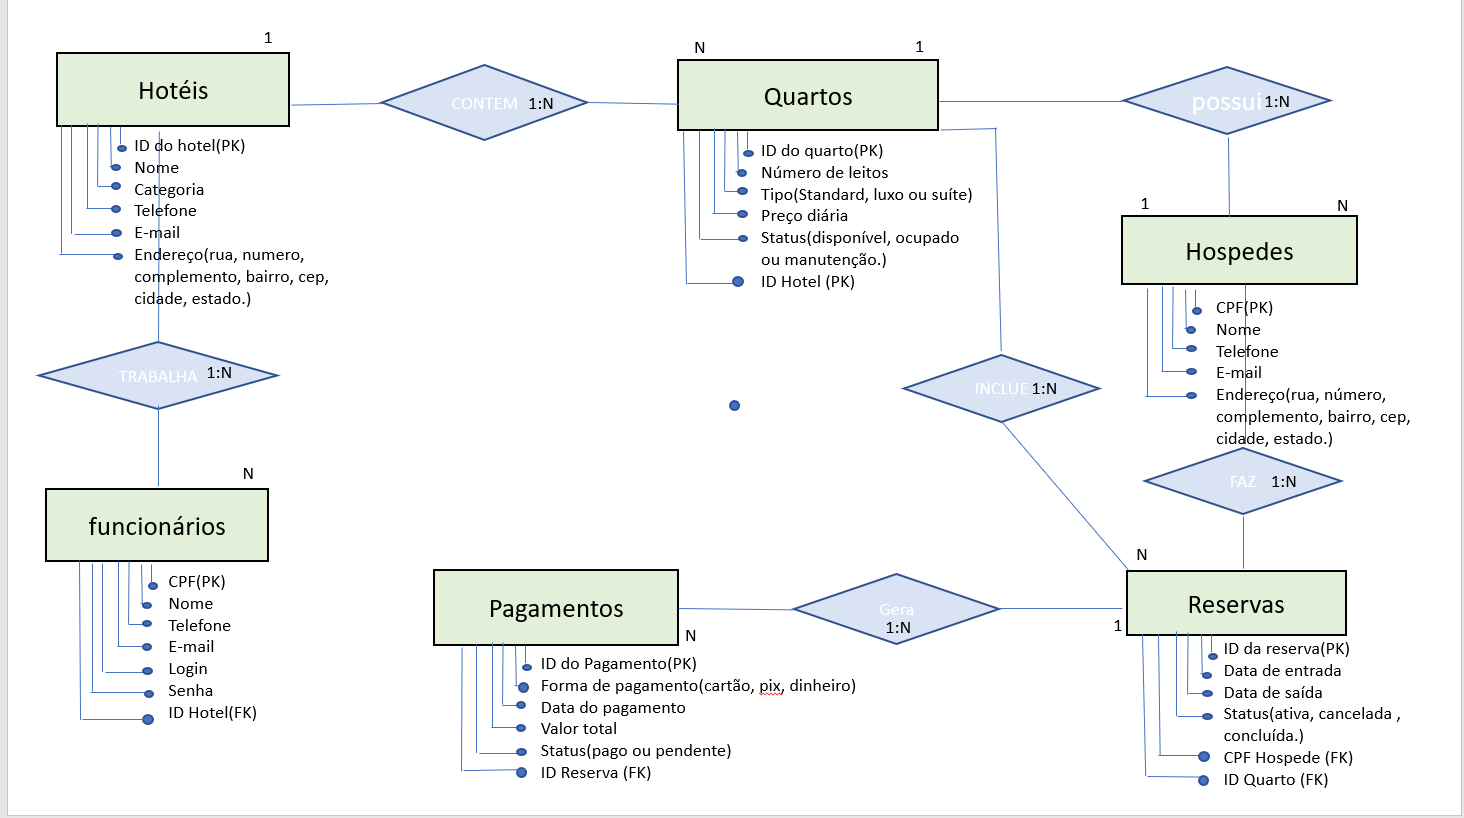 1
Hotéis
CONTEM 1:N
N
1
Quartos
possui 1:N
ID do hotel(PK)
Nome
Categoria
Telefone
E-mail
Endereço(rua, numero,
complemento, bairro, cep,
cidade, estado.)
ID do quarto(PK)
Número de leitos
Tipo(Standard, luxo ou suíte)
Preço diária
Status(disponível, ocupado
ou manutenção.)
ID Hotel (PK)
1
N
Hospedes
CPF(PK)
Nome
Telefone
E-mail
Endereço(rua, número,
complemento, bairro, cep,
cidade, estado.)
TRABALHA 1:N
INCLUE 1:N
FAZ 1:N
N
funcionários
CPF(PK)
Nome
Telefone
E-mail
Login
Senha
ID Hotel(FK)
Pagamentos
N
ID do Pagamento(PK)
Forma de pagamento(cartão, pix, dinheiro)
Data do pagamento
Valor total
Status(pago ou pendente)
ID Reserva (FK)
Gera
1:N
N
1
Reservas
ID da reserva(PK)
Data de entrada
Data de saída
Status(ativa, cancelada ,
concluída.)
CPF Hospede (FK)
ID Quarto (FK)